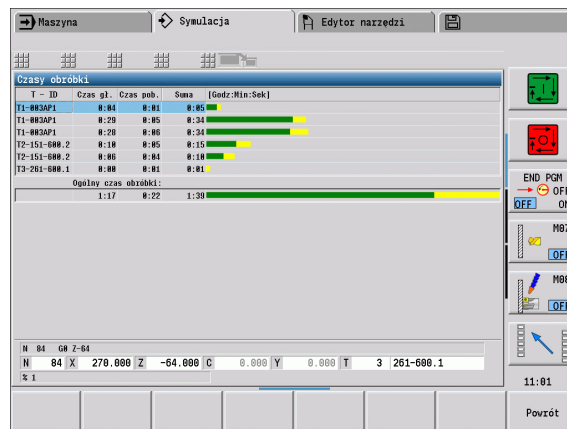 Maszyna Symulacja Edytor narzędzi
Czasy obróbki
T - ID Czas gł. Czas pob. Suma [Godz:Min:Sek]
T1-003AP1 0:04 0:01 0:05
T1-003AP1 0:29 0:05 0:34
T1-003AP1 0:28 0:06 0:34
T2-151-600.2 0:10 0:05 0:15
T2-151-600.2 0:06 0:04 0:10
T3-261-600.1 0:00 0:01 0:01
Ogólny czas obróbki:
1:17 0:22 1:39
END PGM
OFF
OFF ON
M07
OFF
M08
OFF
N 84 G0 Z-64
N 84 X 270.000 Z -64.000 C 0.000 Y 0.000 T 3 261-600.1
% 1
11:01
Powrót